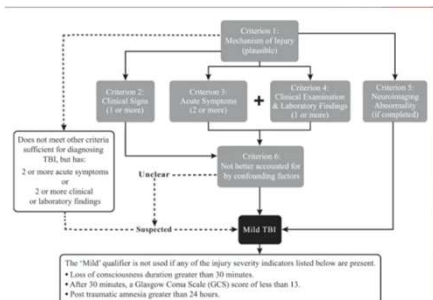 Criterion 1:
Mechanism of Injury
(plausible)
Criterion 2:
Clinical Signs
(1 or more)
Criterion 3:
Acute Symptoms
(2 or more)
+
Criterion 4:
Clinical Examination
& Laboratory Findings
(1 or more)
Criterion 5:
Neuroimaging
Abnormality
(if completed)
Does not meet other criteria
sufficient for diagnosing
TBI, but has:
2 or more acute symptoms
or
2 or more clinical
or laboratory findings
Unclear
Criterion 6:
Not better accounted for
by confounding factors
Suspected
Mild TBI
The 'Mild' qualifier is not used if any of the injury severity indicators listed below are present.
• Loss of consciousness duration greater than 30 minutes.
• After 30 minutes, a Glasgow Coma Scale (GCS) score of less than 13.
• Post traumatic amnesia greater than 24 hours.